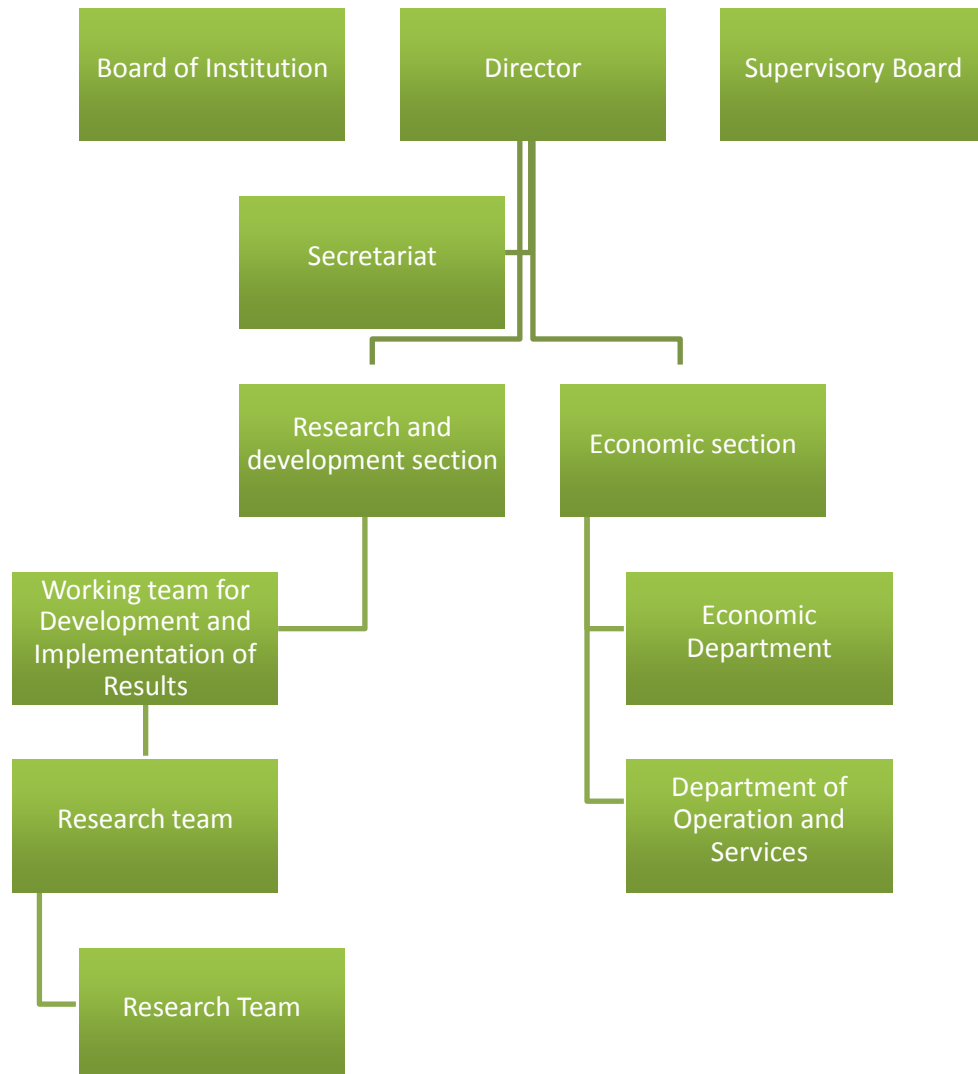 Board of Institution
Director
Supervisory Board
Secretariat
Research and
development section
Economic section
Working team for
Development and
Implementation of
Results
Economic
Department
Research team
Department of
Operation and
Services
Research Team